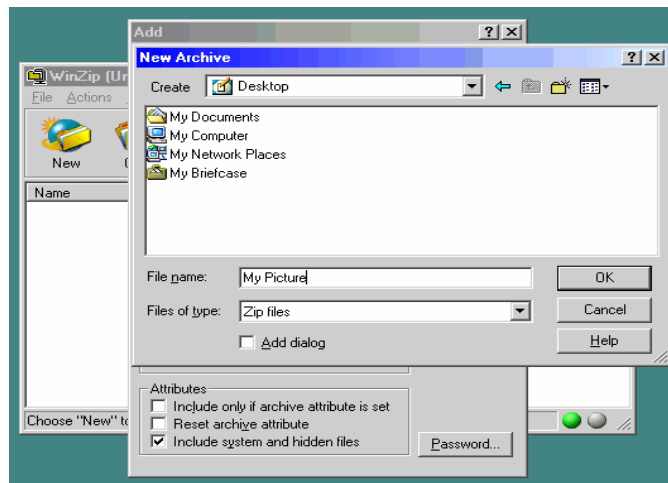 Add
New Archive
WinZip (Un
Create Desktop
File Actions
My Documents
My Computer
My Network Places
My Briefcase
New
Name
File name: My Picture OK
Files of type: Zip files Cancel
Add dialog Help
Attributes
Include only if archive attribute is set
Choose "New" to
Reset archive attribute
Include system and hidden files
Password...